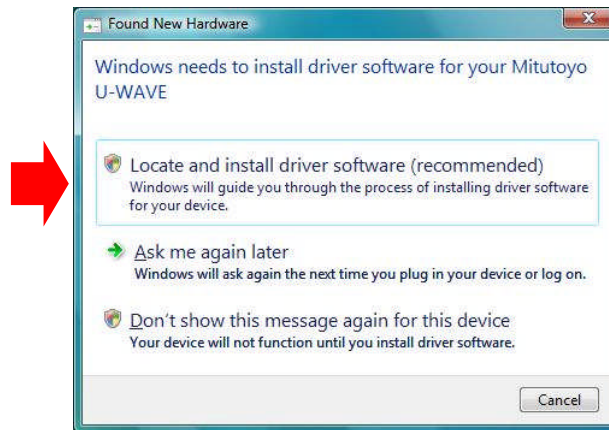 Found New Hardware
Windows needs to install driver software for your Mitutoyo
U-WAVE
Locate and install driver software (recommended)
Windows will guide you through the process of installing driver software
for your device.
Ask me again later
Windows will ask again the next time you plug in your device or log on.
Don't show this message again for this device
Your device will not function until you install driver software.
Cancel